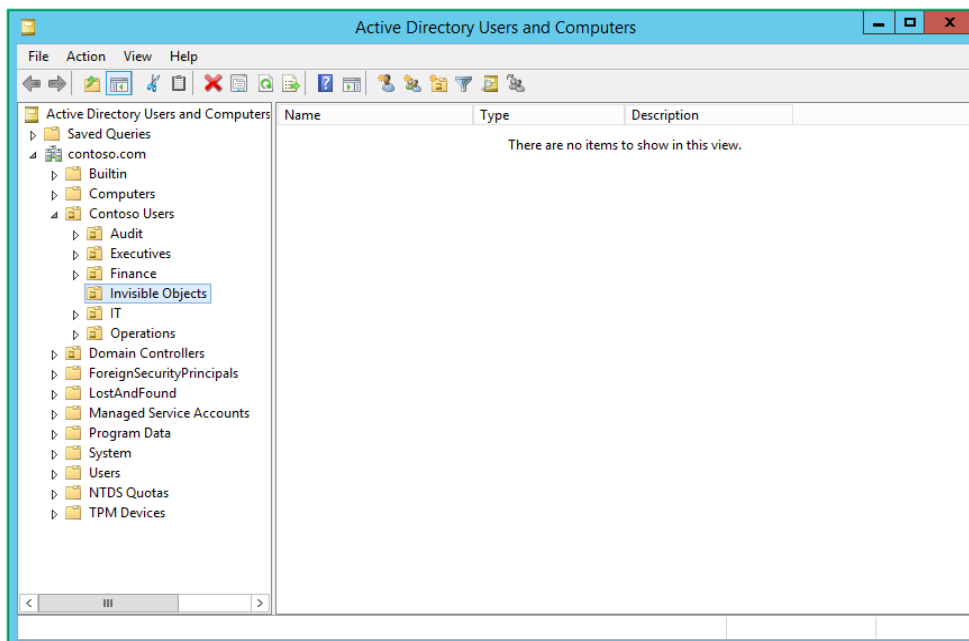 Active Directory Users and Computers
File Action View Help
Active Directory Users and Computers
Name Type Description
Saved Queries
There are no items to show in this view.
contoso.com
Builtin
Computers
Contoso Users
Audit
Executives
Finance
Invisible Objects
IT
Operations
Domain Controllers
ForeignSecurityPrincipals
LostAndFound
Managed Service Accounts
Program Data
System
Users
NTDS Quotas
TPM Devices